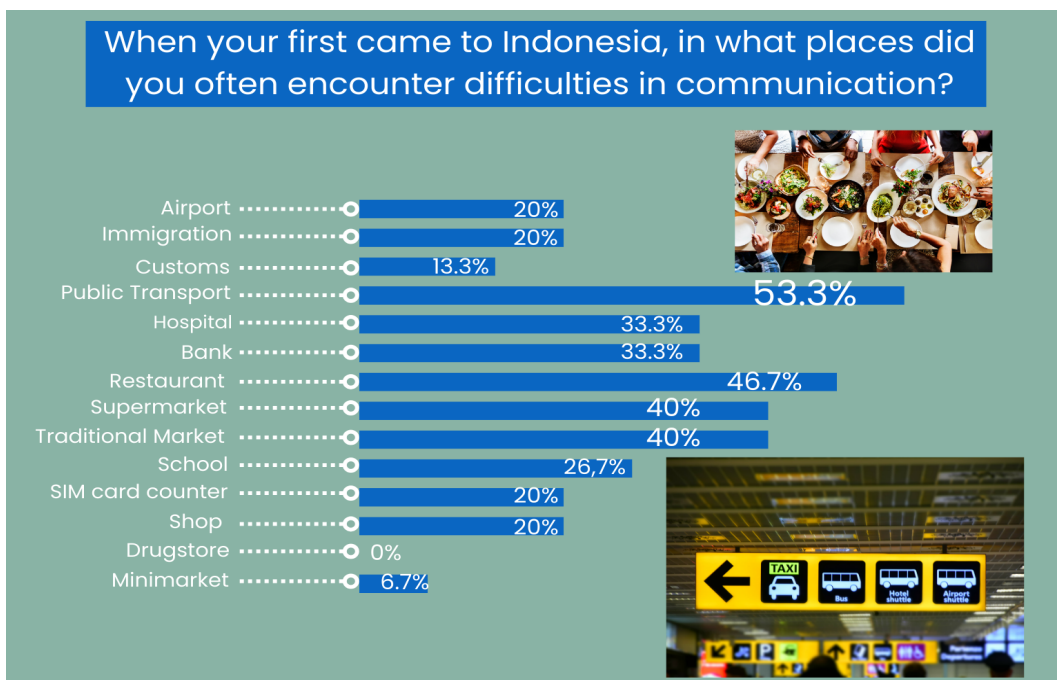 When your first came to Indonesia, in what places did
you often encounter difficulties in communication?
Airport 20%
Immigration 20%
Customs 13.3%
Public Transport 53.3%
Hospital 33.3%
Bank 33.3%
Restaurant 46.7%
Supermarket 40%
Traditional Market 40%
School 26,7%
SIM card counter 20%
Shop 20%
Drugstore 0%
Minimarket 6.7%
TAXI
Bus
Hotel
shuttle
Airport
shuttle
P
Partenze
Departures